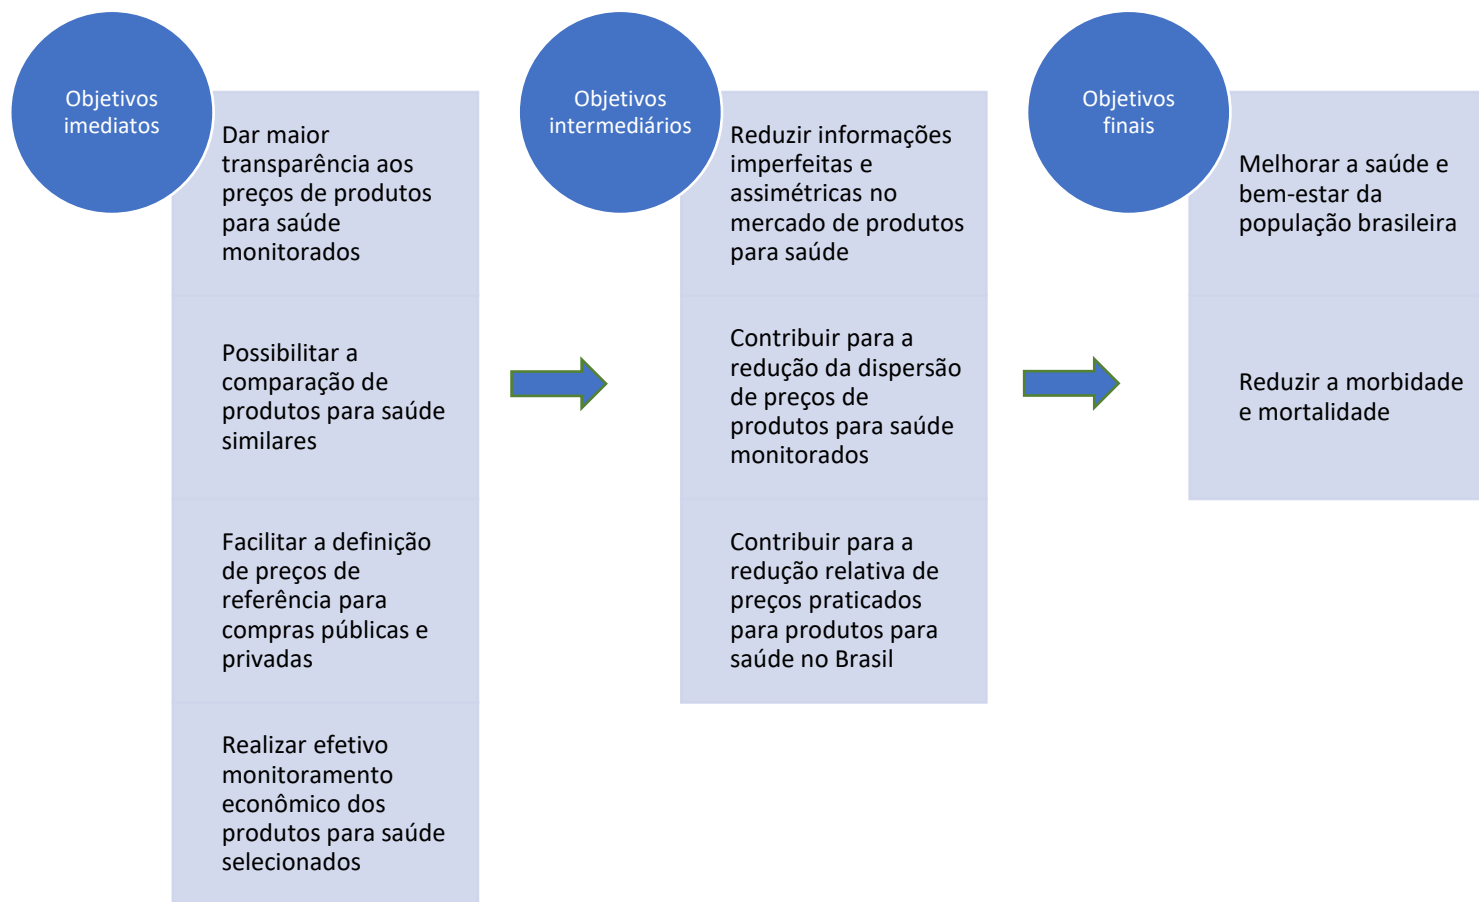 Objetivos
imediatos
Dar maior
transparência aos
preços de produtos
para saúde
monitorados
Possibilitar a
comparação de
produtos para saúde
similares
Facilitar a definição
de preços de
referência para
compras públicas e
privadas
Realizar efetivo
monitoramento
econômico dos
produtos para saúde
selecionados
Objetivos
intermediários
Reduzir informações
imperfeitas e
assimétricas no
mercado de produtos
para saúde
Contribuir para a
redução da dispersão
de preços de
produtos para saúde
monitorados
Contribuir para a
redução relativa de
preços praticados
para produtos para
saúde no Brasil
Objetivos
finais
Melhorar a saúde e
bem-estar da
população brasileira
Reduzir a morbidade
e mortalidade